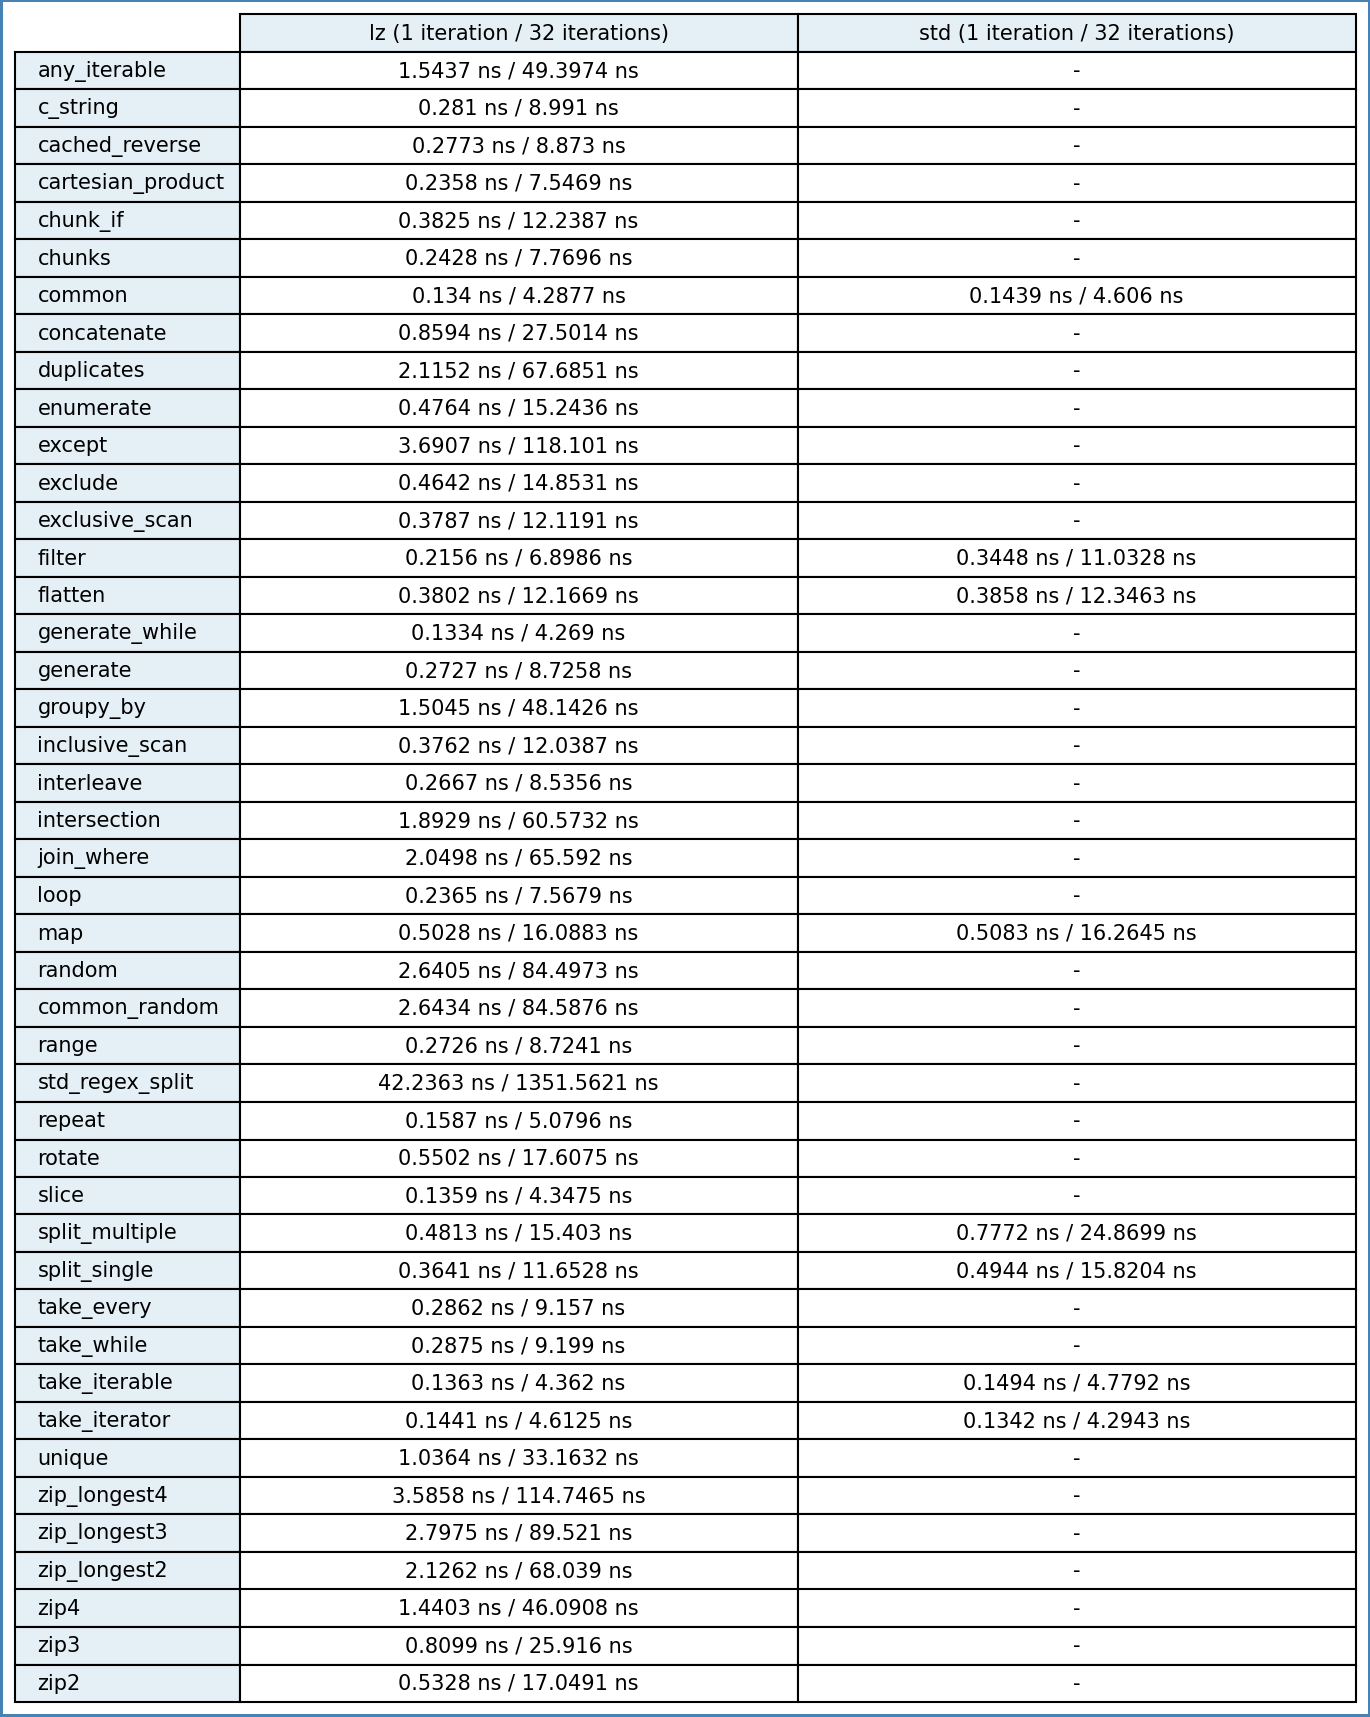 lz (1 iteration / 32 iterations) std (1 iteration / 32 iterations)
any_iterable 1.5437 ns / 49.3974 ns -
c_string 0.281 ns / 8.991 ns -
cached_reverse 0.2773 ns / 8.873 ns -
cartesian_product 0.2358 ns / 7.5469 ns -
chunk_if 0.3825 ns / 12.2387 ns -
chunks 0.2428 ns / 7.7696 ns -
common 0.134 ns / 4.2877 ns 0.1439 ns / 4.606 ns
concatenate 0.8594 ns / 27.5014 ns -
duplicates 2.1152 ns / 67.6851 ns -
enumerate 0.4764 ns / 15.2436 ns -
except 3.6907 ns / 118.101 ns -
exclude 0.4642 ns / 14.8531 ns -
exclusive_scan 0.3787 ns / 12.1191 ns -
filter 0.2156 ns / 6.8986 ns 0.3448 ns / 11.0328 ns
flatten 0.3802 ns / 12.1669 ns 0.3858 ns / 12.3463 ns
generate_while 0.1334 ns / 4.269 ns -
generate 0.2727 ns / 8.7258 ns -
groupy_by 1.5045 ns / 48.1426 ns -
inclusive_scan 0.3762 ns / 12.0387 ns -
interleave 0.2667 ns / 8.5356 ns -
intersection 1.8929 ns / 60.5732 ns -
join_where 2.0498 ns / 65.592 ns -
loop 0.2365 ns / 7.5679 ns -
map 0.5028 ns / 16.0883 ns 0.5083 ns / 16.2645 ns
random 2.6405 ns / 84.4973 ns -
common_random 2.6434 ns / 84.5876 ns -
range 0.2726 ns / 8.7241 ns -
std_regex_split 42.2363 ns / 1351.5621 ns -
repeat 0.1587 ns / 5.0796 ns -
rotate 0.5502 ns / 17.6075 ns -
slice 0.1359 ns / 4.3475 ns -
split_multiple 0.4813 ns / 15.403 ns 0.7772 ns / 24.8699 ns
split_single 0.3641 ns / 11.6528 ns 0.4944 ns / 15.8204 ns
take_every 0.2862 ns / 9.157 ns -
take_while 0.2875 ns / 9.199 ns -
take_iterable 0.1363 ns / 4.362 ns 0.1494 ns / 4.7792 ns
take_iterator 0.1441 ns / 4.6125 ns 0.1342 ns / 4.2943 ns
unique 1.0364 ns / 33.1632 ns -
zip_longest4 3.5858 ns / 114.7465 ns -
zip_longest3 2.7975 ns / 89.521 ns -
zip_longest2 2.1262 ns / 68.039 ns -
zip4 1.4403 ns / 46.0908 ns -
zip3 0.8099 ns / 25.916 ns -
zip2 0.5328 ns / 17.0491 ns -